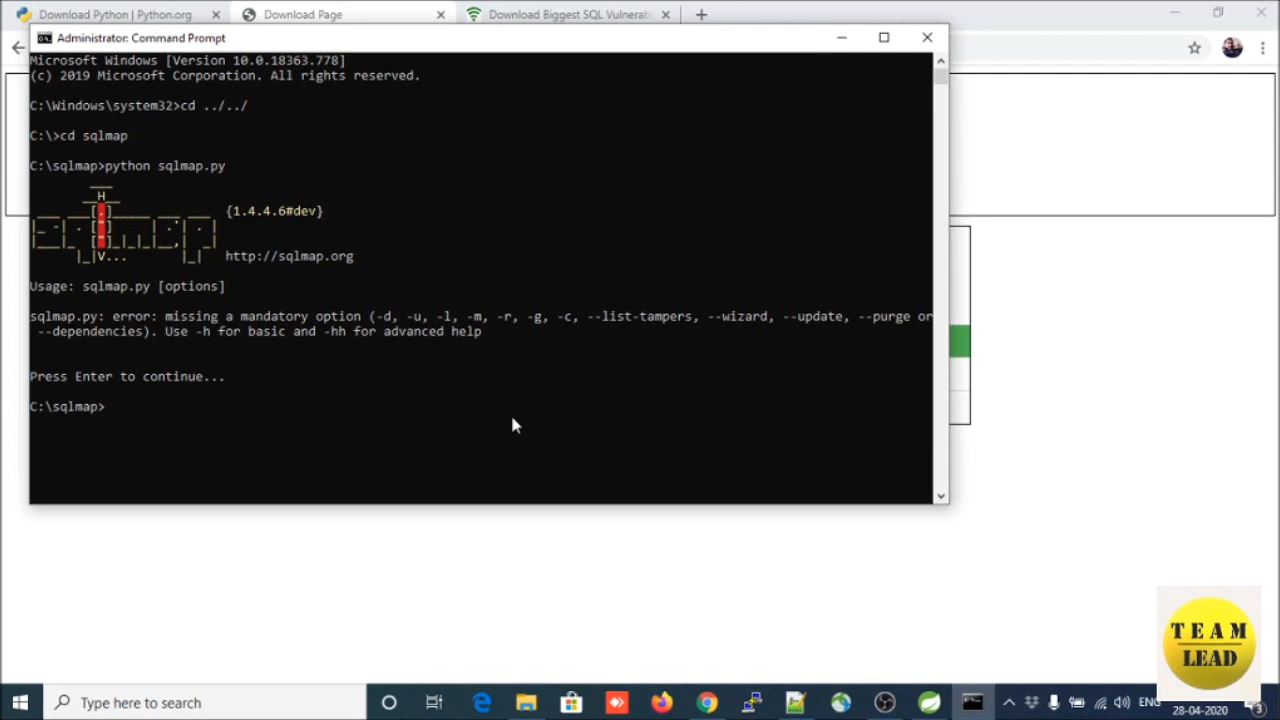 Download Python | Python.org
Download Page
Download Biggest SQL Vulnerab
Administrator: Command Prompt
Microsoft Windows [Version 10.0.18363.778]
(c) 2019 Microsoft Corporation. All rights reserved.
C:\Windows\system32>cd ../../
C:\>cd sqlmap
C:\sqlmap>python sqlmap.py
{1.4.4.6#dev}
http://sqlmap.org
Usage: sqlmap.py [options]
sqlmap.py: error: missing a mandatory option (-d, -u, -l, -m, -r, -g, -c, --list-tampers, --wizard, --update, --purge or
--dependencies). Use -h for basic and -hh for advanced help
Press Enter to continue...
C:\sqlmap>
TEAM
LEAD
Type here to search
ENG
28-04-2020
3